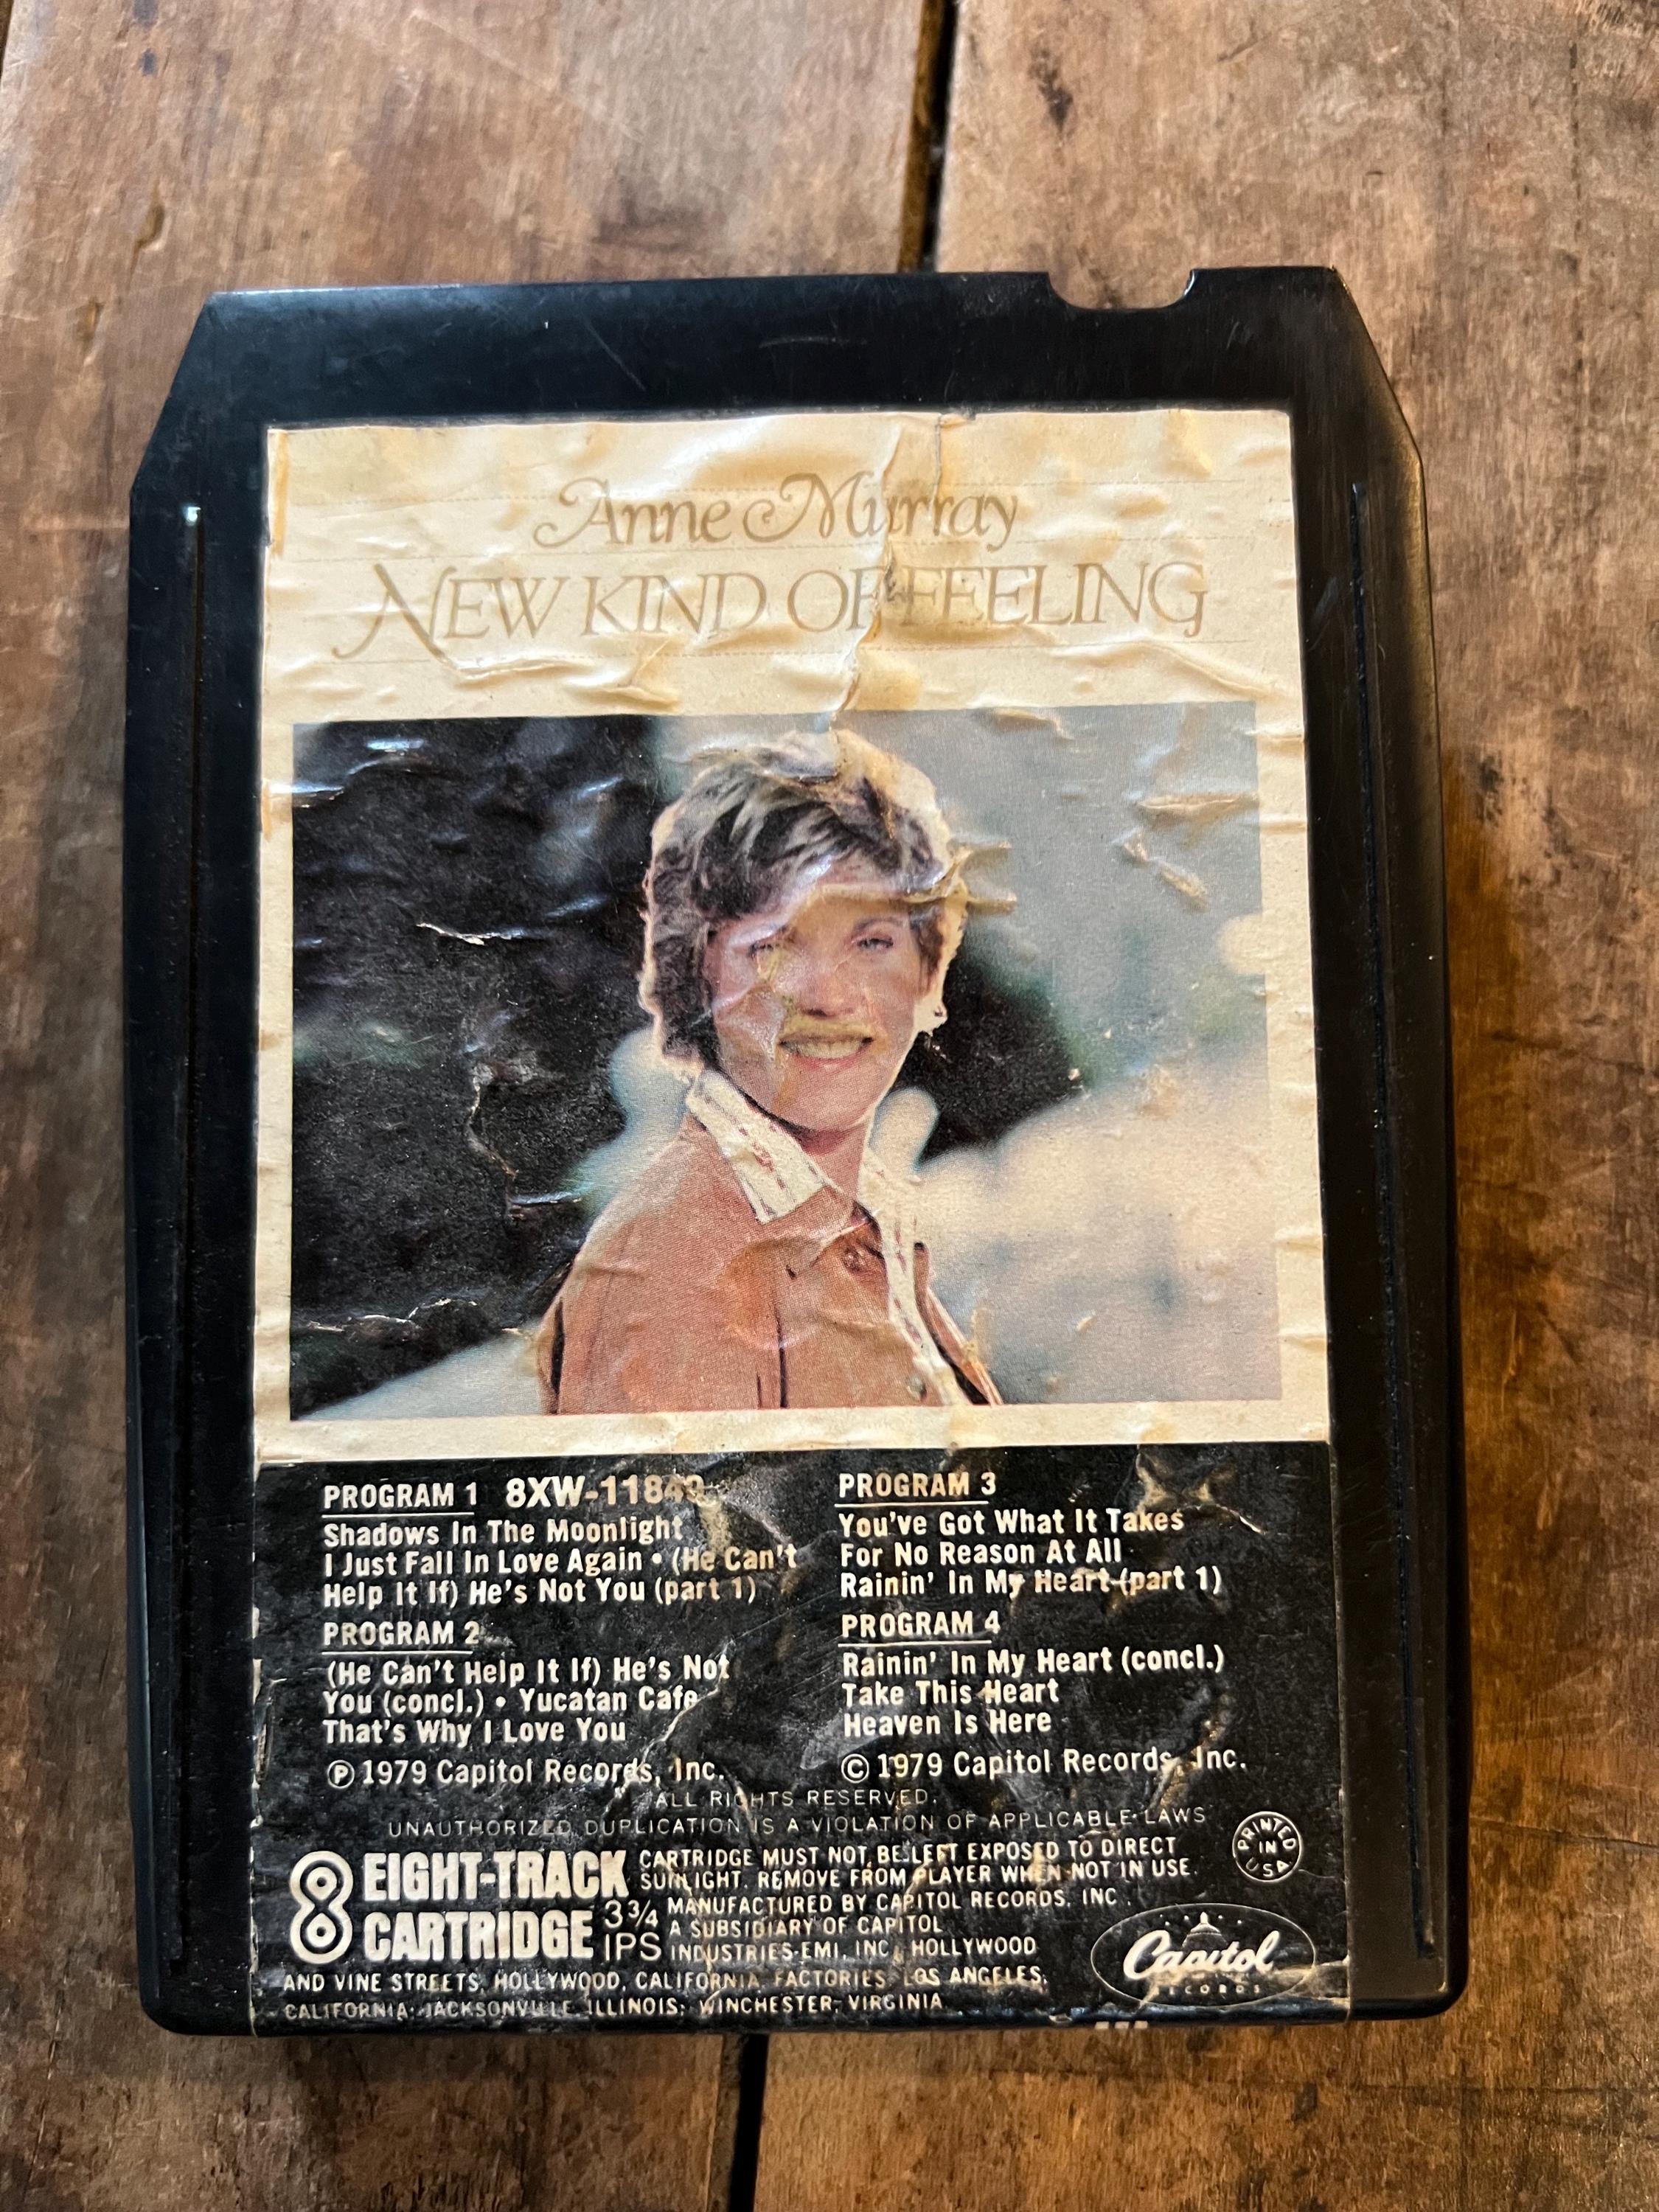 Anne Murray
NEW KIND OF FEELING
PROGRAM 1 8XW-11849
Shadows In The Moonlight
I Just Fall In Love Again • (He Can't
Help It If) He's Not You (part 1)
PROGRAM 2
(He Can't Help It If) He's Not
You (concl.) • Yucatan Cafe
That's Why I Love You
℗ 1979 Capitol Records, Inc.
PROGRAM 3
You've Got What It Takes
For No Reason At All
Rainin' In My Heart (part 1)
PROGRAM 4
Rainin' In My Heart (concl.)
Take This Heart
Heaven Is Here
© 1979 Capitol Records, Inc.
ALL RIGHTS RESERVED.
UNAUTHORIZED DUPLICATION IS A VIOLATION OF APPLICABLE LAWS
PRINTED
IN
USA
8 EIGHT-TRACK
CARTRIDGE
3 3/4
IPS
CARTRIDGE MUST NOT BE LEFT EXPOSED TO DIRECT
SUNLIGHT. REMOVE FROM PLAYER WHEN NOT IN USE.
MANUFACTURED BY CAPITOL RECORDS, INC.,
A SUBSIDIARY OF CAPITOL
INDUSTRIES-EMI, INC., HOLLYWOOD
AND VINE STREETS, HOLLYWOOD, CALIFORNIA. FACTORIES: LOS ANGELES,
CALIFORNIA; JACKSONVILLE, ILLINOIS; WINCHESTER, VIRGINIA
Capitol
RECORDS